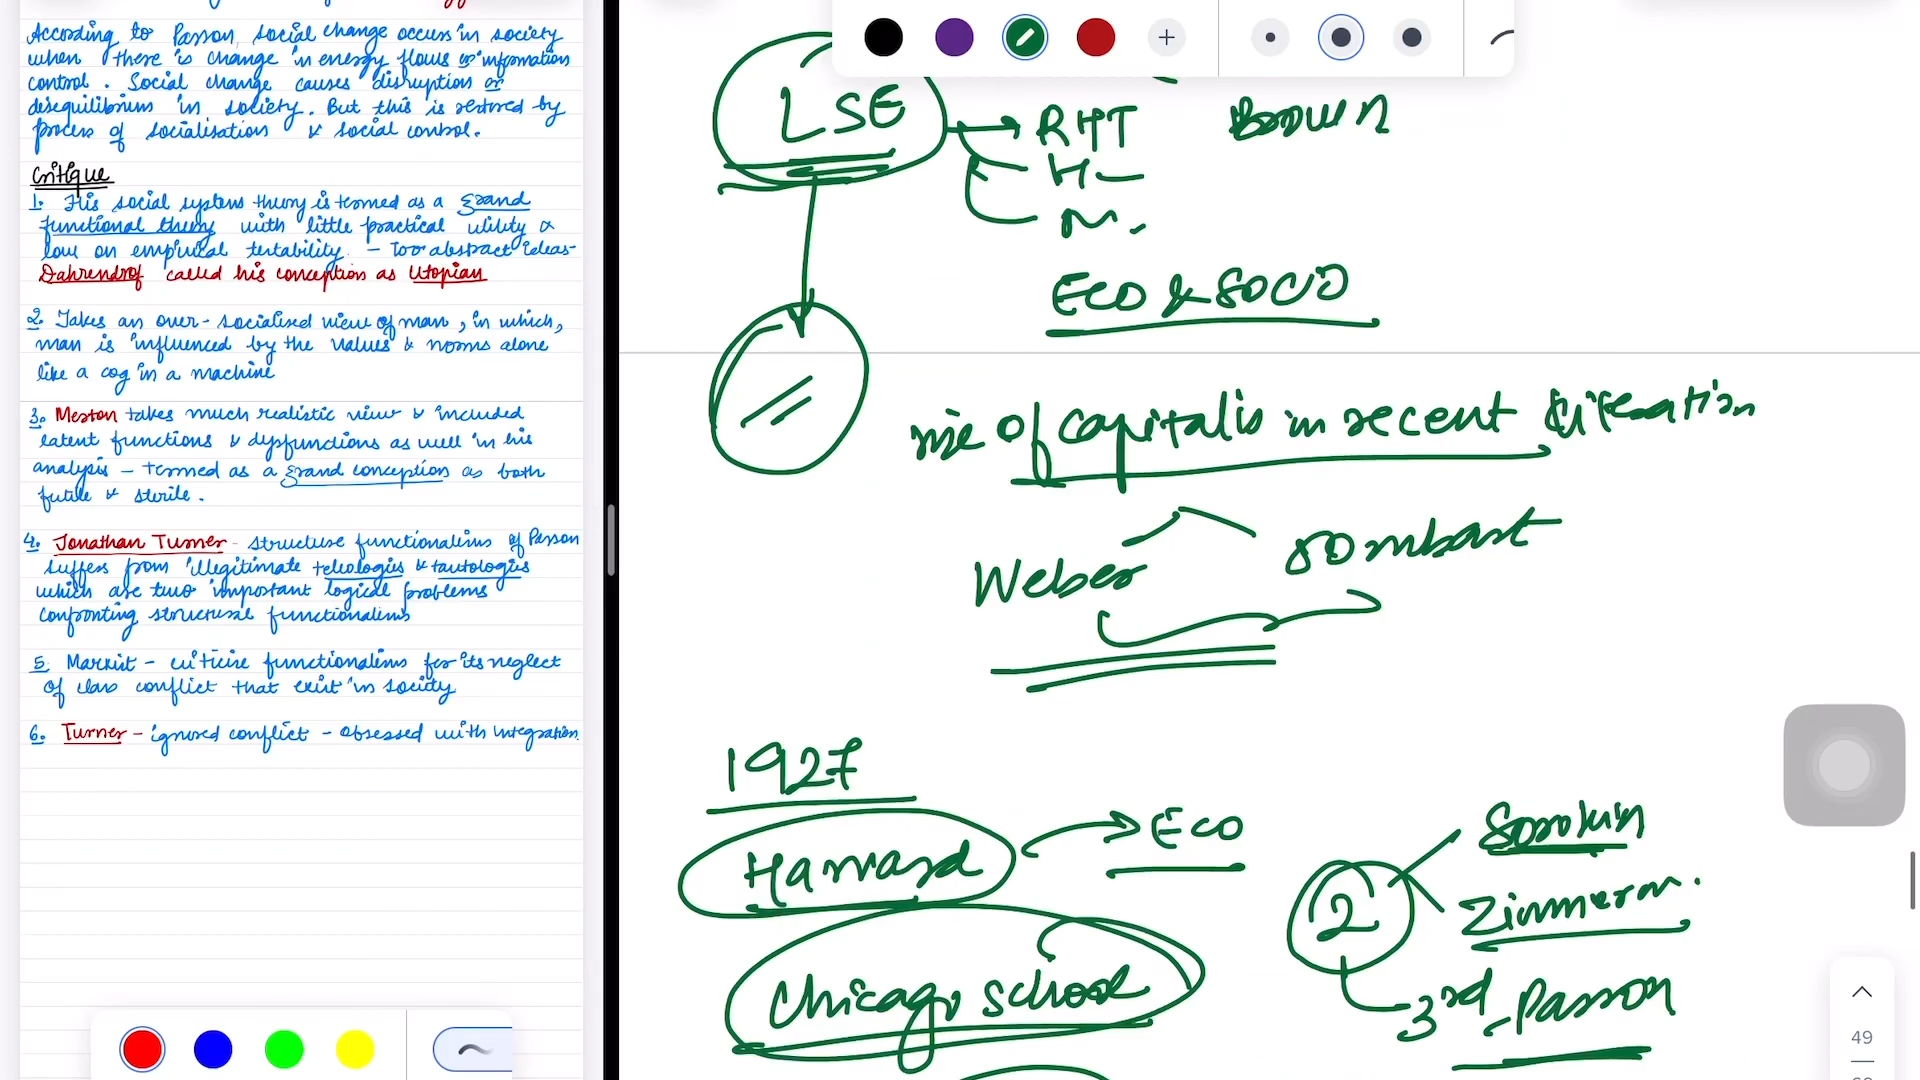 According to Parson, social change occurs in society
when there is change in energy flows or information
control. Social change causes disruption or
desequilibrium in society. But this is restored by
process of socialisation & social control.
Critique
1. His social system theory is termed as a grand
functional theory with little practical utility &
low on empirical testability. - Too abstract ideas-
Dahrendrof called his conception as Utopian
2. Takes an over-socialised view of man, in which,
man is influenced by the values & norms alone
like a cog in a machine
3. Merton takes much realistic view & included
latent functions & dysfunctions as well in his
analysis - termed as a grand conception as both
futile & sterile.
4. Jonathan Turner - structure functionalism of Parson
suffers from illegitimate teleologies & tautologies
which are two important logical problems
confronting structural functionalism
5. Marxist - criticise functionalism for its neglect
of class conflict that exist in society
6. Turner - ignored conflict - obsessed with integration.
LSE
RHT
H-
M.
ECO & SOCIO
rise of capitalis in recent
Weber
Sombart
1927
Harvard
Eco
2
Sorokin
Zimmerm.
3rd - Parson
Chicago School
49